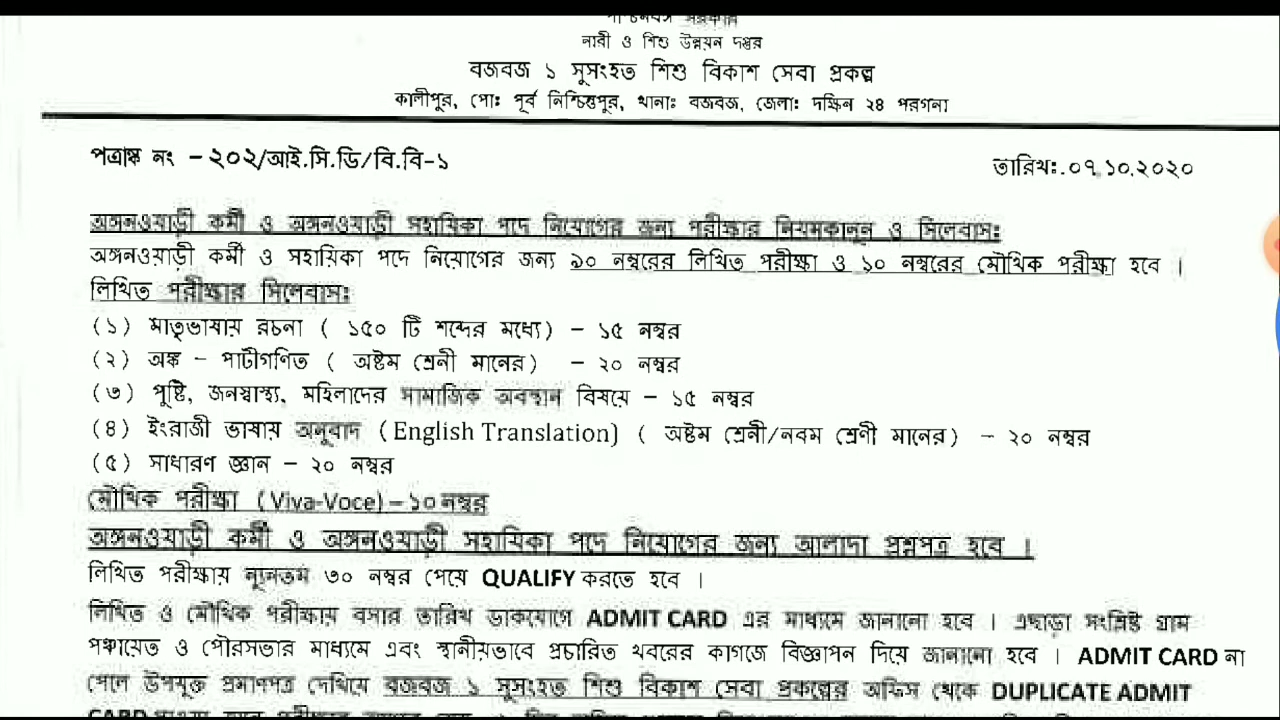 নারী ও শিশু উন্নয়ন দপ্তর
বজবজ ১ সুসংহত শিশু বিকাশ সেবা প্রকল্প
কালীপুর, পোঃ পূর্ব নিশ্চিন্তপুর, থানাঃ বজবজ, জেলাঃ দক্ষিন ২৪ পরগনা
পত্রাঙ্ক নং - ২০২/আই.সি.ডি/বি.বি-১ তারিখঃ.০৭.১০.২০২০
অঙ্গনওয়াড়ী কর্মী ও অঙ্গনওয়াড়ী সহায়িকা পদে নিয়োগের জন্য পরীক্ষার নিয়মকানুন ও সিলেবাসঃ
অঙ্গনওয়াড়ী কর্মী ও সহায়িকা পদে নিয়োগের জন্য ৯০ নম্বরের লিখিত পরীক্ষা ও ১০ নম্বরের মৌখিক পরীক্ষা হবে ।
লিখিত পরীক্ষার সিলেবাসঃ
(১) মাতৃভাষায় রচনা ( ১৫০ টি শব্দের মধ্যে) – ১৫ নম্বর
(২) অঙ্ক – পাটীগণিত ( অষ্টম শ্রেনী মানের) – ২০ নম্বর
(৩) পুষ্টি, জনস্বাস্থ্য, মহিলাদের সামাজিক অবস্থান বিষয়ে – ১৫ নম্বর
(৪) ইংরাজী ভাষায় অনুবাদ (English Translation) ( অষ্টম শ্রেনী/নবম শ্রেণী মানের) – ২০ নম্বর
(৫) সাধারণ জ্ঞান – ২০ নম্বর
মৌখিক পরীক্ষা (Viva-Voce) – ১০ নম্বর
অঙ্গনওয়াড়ী কর্মী ও অঙ্গনওয়াড়ী সহায়িকা পদে নিয়োগের জন্য আলাদা প্রশ্নপত্র হবে ।
লিখিত পরীক্ষায় ন্যূনতম ৩০ নম্বর পেয়ে QUALIFY করতে হবে ।
লিখিত ও মৌখিক পরীক্ষায় বসার তারিখ ডাকযোগে ADMIT CARD এর মাধ্যমে জানানো হবে । এছাড়া সংশ্লিষ্ট গ্রাম
পঞ্চায়েত ও পৌরসভার মাধ্যমে এবং স্থানীয়ভাবে প্রচারিত খবরের কাগজে বিজ্ঞাপন দিয়ে জানানো হবে । ADMIT CARD না
পেলে উপযুক্ত প্রমাণপত্র দেখিয়ে বজবজ ১ সুসংহত শিশু বিকাশ সেবা প্রকল্পের অফিস থেকে DUPLICATE ADMIT